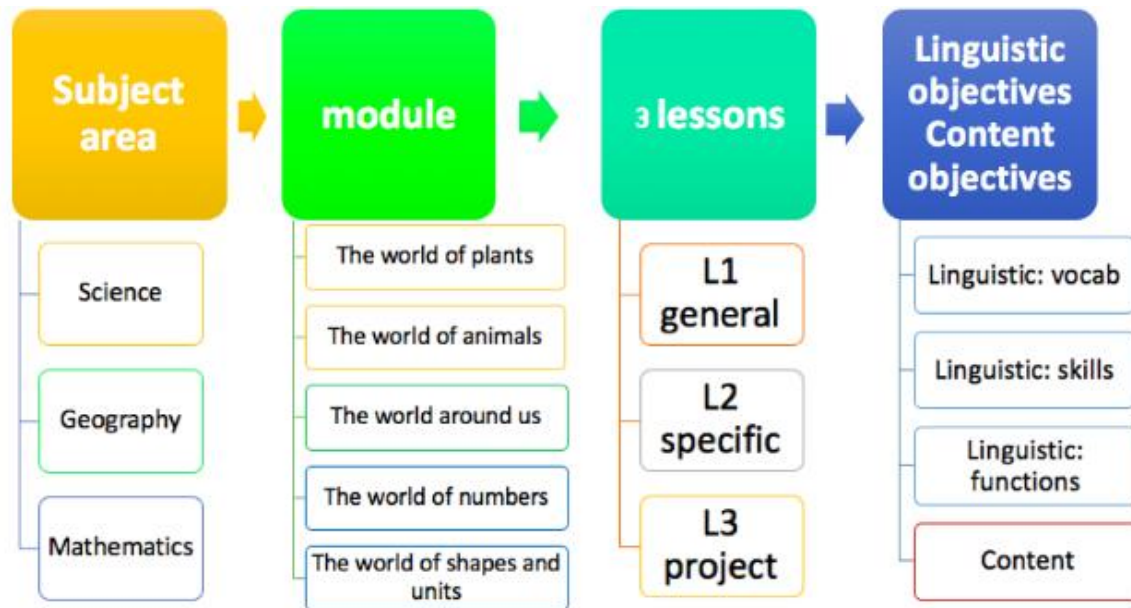 Subject
area
Science
Geography
Mathematics
module
The world of plants
The world of animals
The world around us
The world of numbers
The world of shapes and
units
3 lessons
L1
general
L2
specific
L3
project
Linguistic
objectives
Content
objectives
Linguistic: vocab
Linguistic: skills
Linguistic:
functions
Content